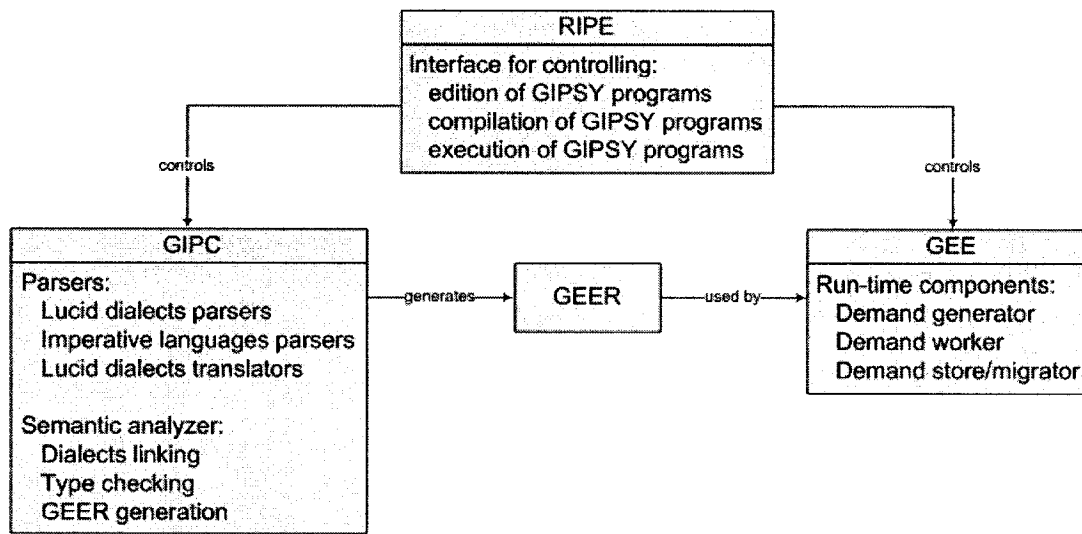 RIPE
Interface for controlling:
edition of GIPSY programs
compilation of GIPSY programs
execution of GIPSY programs
controls
controls
GIPC
Parsers:
Lucid dialects parsers
Imperative languages parsers
Lucid dialects translators
Semantic analyzer:
Dialects linking
Type checking
GEER generation
generates
GEER
used by
GEE
Run-time components:
Demand generator
Demand worker
Demand store/migrator